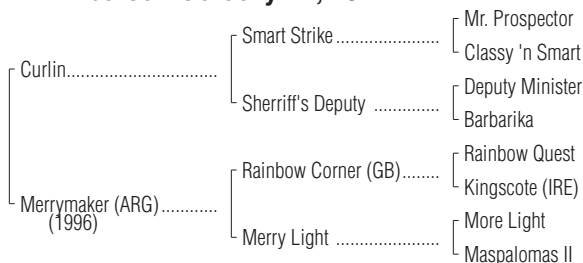 Mr. Prospector
Smart Strike
Classy 'n Smart
Curlin
Deputy Minister
Sherriff's Deputy
Barbarika
Rainbow Quest
Rainbow Corner (GB)
Kingscote (IRE)
Merrymaker (ARG)
(1996)
More Light
Merry Light
Maspalomas II